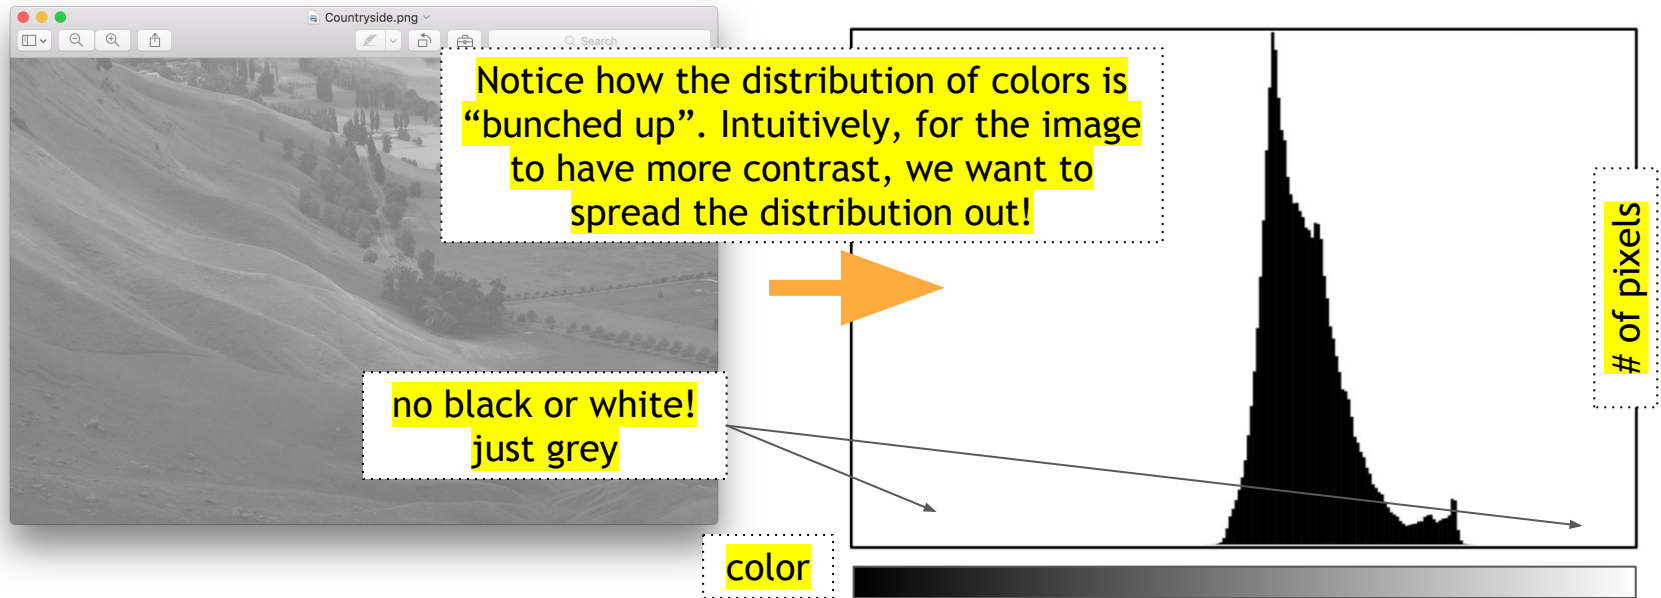 Countryside.png
Search
Notice how the distribution of colors is
“bunched up”. Intuitively, for the image
to have more contrast, we want to
spread the distribution out!
# of pixels
no black or white!
just grey
color